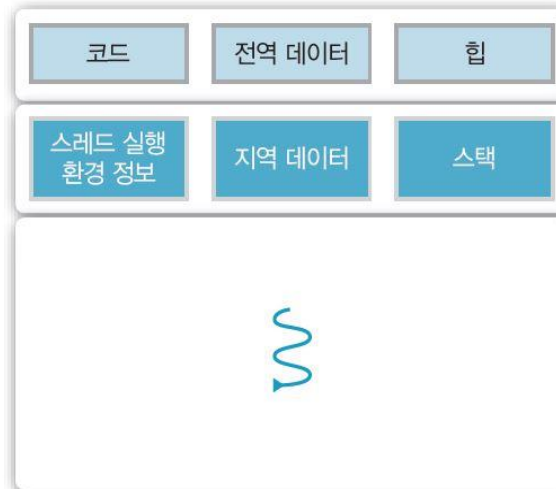 코드 전역 데이터 힙
스레드 실행
환경 정보
지역 데이터
스택